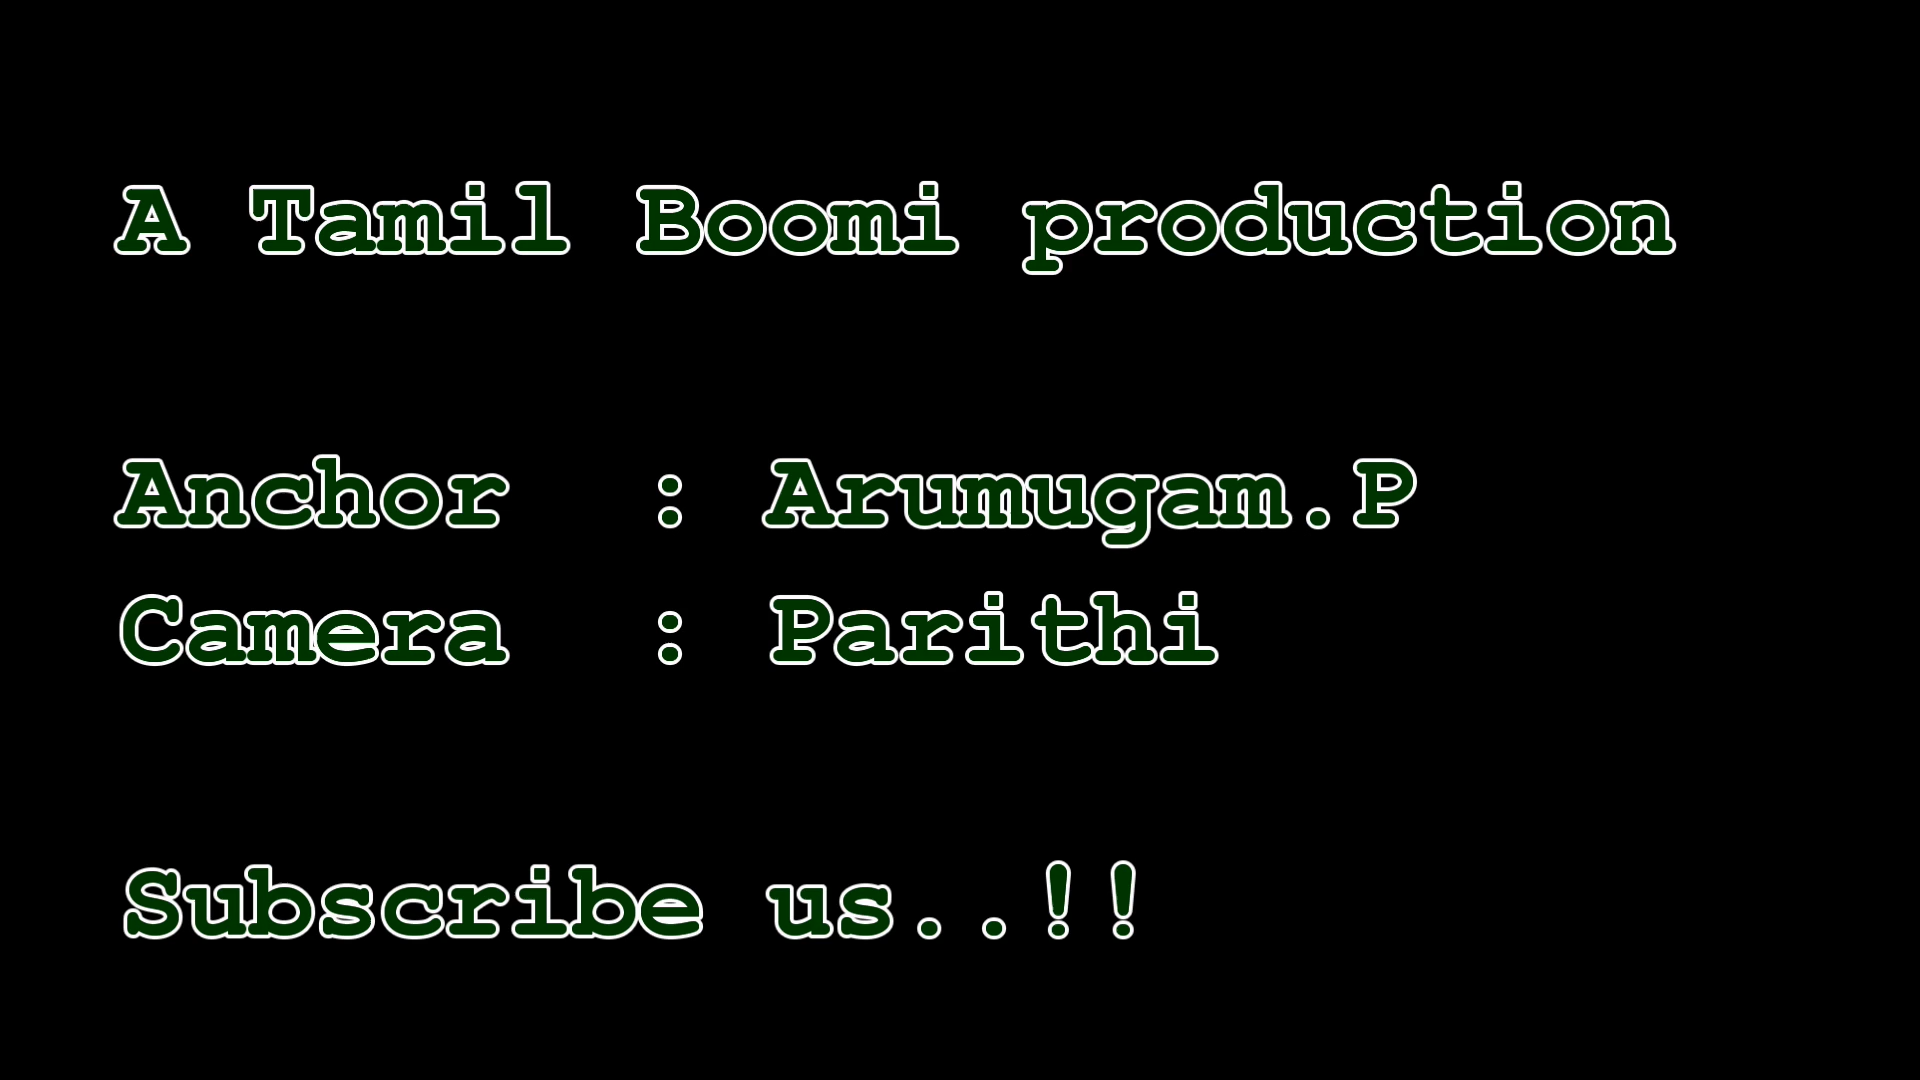 A Tamil Boomi production
Anchor  : Arumugam.P
Camera  : Parithi
Subscribe us..!!